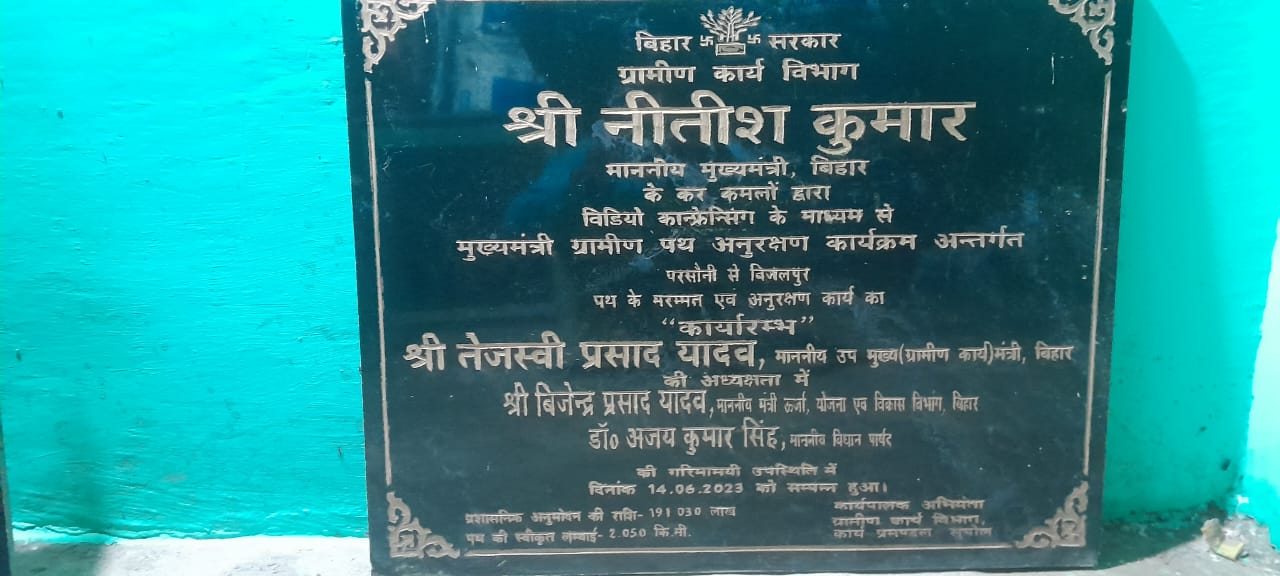 बिहार सरकार
ग्रामीण कार्य विभाग
श्री नीतीश कुमार
माननीय मुख्यमंत्री, बिहार
के कर कमलों द्वारा
विडियो कान्फ्रेन्सिंग के माध्यम से
मुख्यमंत्री ग्रामीण पथ अनुरक्षण कार्यक्रम अन्तर्गत
परसौनी से विजलपुर
पथ के मरम्मत एवं अनुरक्षण कार्य का
“कार्यारम्भ”
श्री तेजस्वी प्रसाद यादव, माननीय उप मुख्य(ग्रामीण कार्य)मंत्री, बिहार
की अध्यक्षता में
श्री बिजेन्द्र प्रसाद यादव, माननीय मंत्री ऊर्जा, योजना एवं विकास विभाग, बिहार
डॉ० अजय कुमार सिंह, माननीय विधान पार्षद
की गरिमामयी उपस्थिति में
दिनांक 14.06.2023 को सम्पन्न हुआ।
प्रशासनिक अनुमोदन की राशि- 191 030 लाख
पथ की स्वीकृत लम्बाई- 2.050 कि.मी.
कार्यपालक अभियंता
ग्रामीण कार्य विभाग,
कार्य प्रमण्डल सुपौल